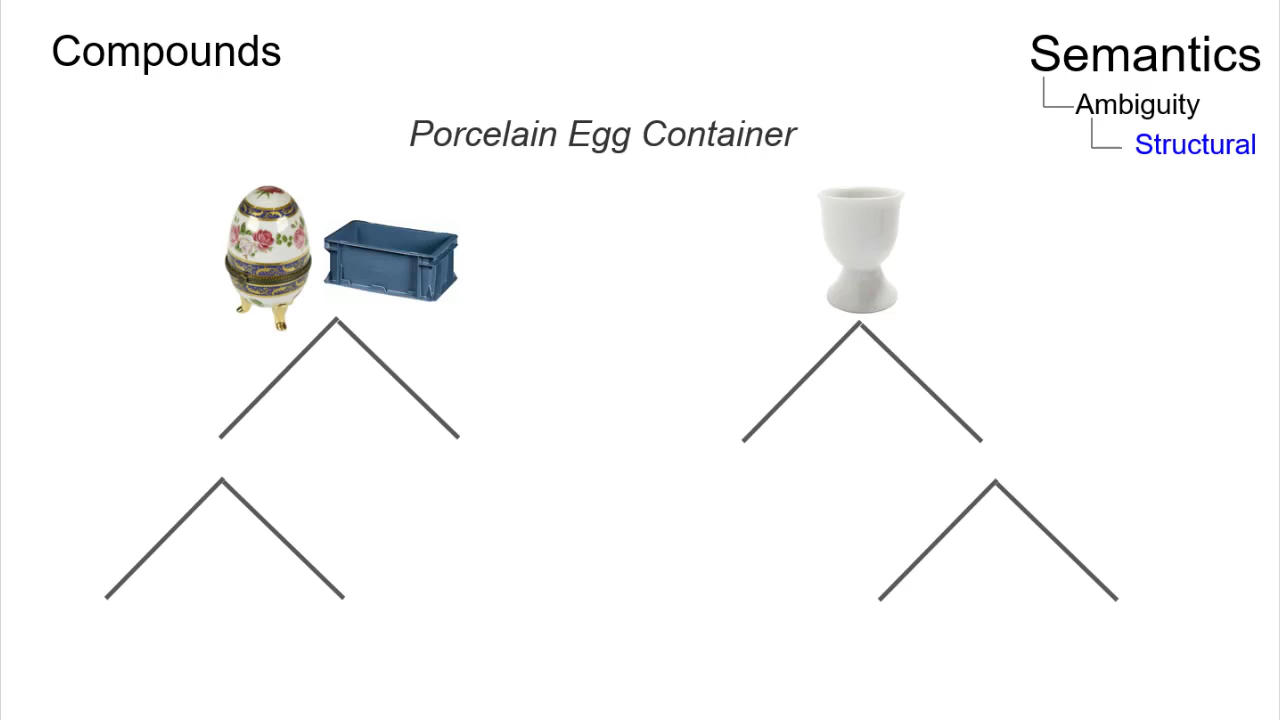 Compounds
Semantics
Ambiguity
Structural
Porcelain Egg Container